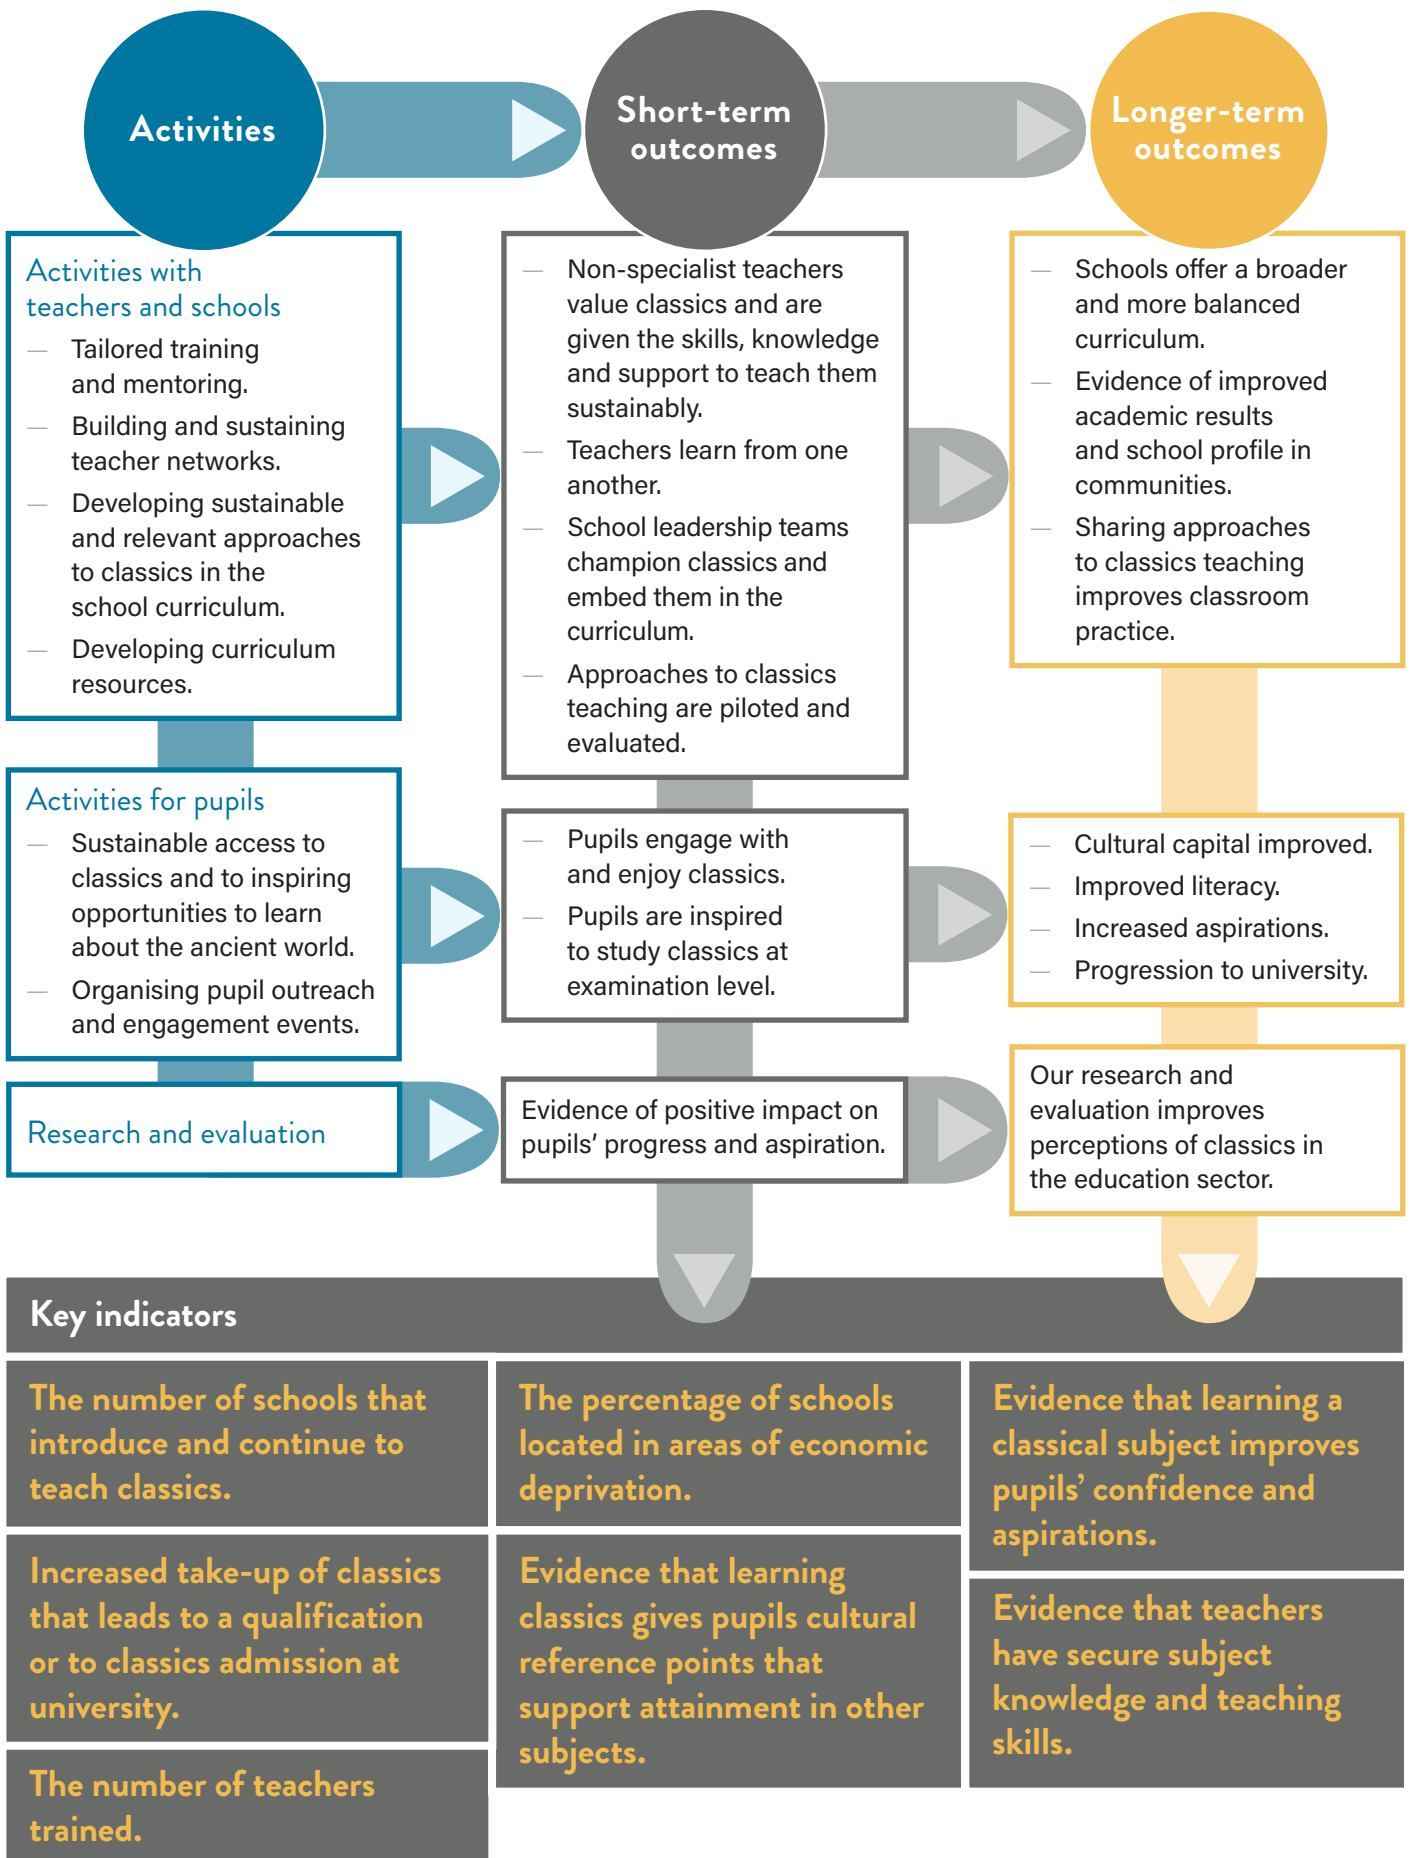 Activities
Short-term
outcomes
Longer-term
outcomes
Activities with
teachers and schools
— Tailored training
and mentoring.
— Building and sustaining
teacher networks.
— Developing sustainable
and relevant approaches
to classics in the
school curriculum.
— Developing curriculum
resources.
— Non-specialist teachers
value classics and are
given the skills, knowledge
and support to teach them
sustainably.
— Teachers learn from one
another.
— School leadership teams
champion classics and
embed them in the
curriculum.
— Approaches to classics
teaching are piloted and
evaluated.
— Schools offer a broader
and more balanced
curriculum.
— Evidence of improved
academic results
and school profile in
communities.
— Sharing approaches
to classics teaching
improves classroom
practice.
Activities for pupils
— Sustainable access to
classics and to inspiring
opportunities to learn
about the ancient world.
— Organising pupil outreach
and engagement events.
— Pupils engage with
and enjoy classics.
— Pupils are inspired
to study classics at
examination level.
— Cultural capital improved.
— Improved literacy.
— Increased aspirations.
— Progression to university.
Research and evaluation
Evidence of positive impact on
pupils’ progress and aspiration.
Our research and
evaluation improves
perceptions of classics in
the education sector.
Key indicators
The number of schools that
introduce and continue to
teach classics.
Increased take-up of classics
that leads to a qualification
or to classics admission at
university.
The number of teachers
trained.
The percentage of schools
located in areas of economic
deprivation.
Evidence that learning
classics gives pupils cultural
reference points that
support attainment in other
subjects.
Evidence that learning a
classical subject improves
pupils’ confidence and
aspirations.
Evidence that teachers
have secure subject
knowledge and teaching
skills.